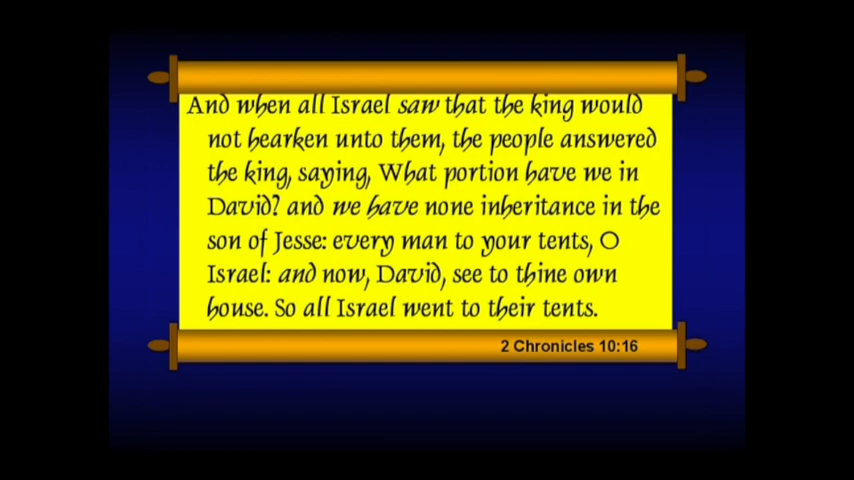 And when all Israel saw that the king would
not hearken unto them, the people answered
the king, saying, What portion have we in
David? and we have none inheritance in the
son of Jesse: every man to your tents, O
Israel: and now, David, see to thine own
house. So all Israel went to their tents.
2 Chronicles 10:16